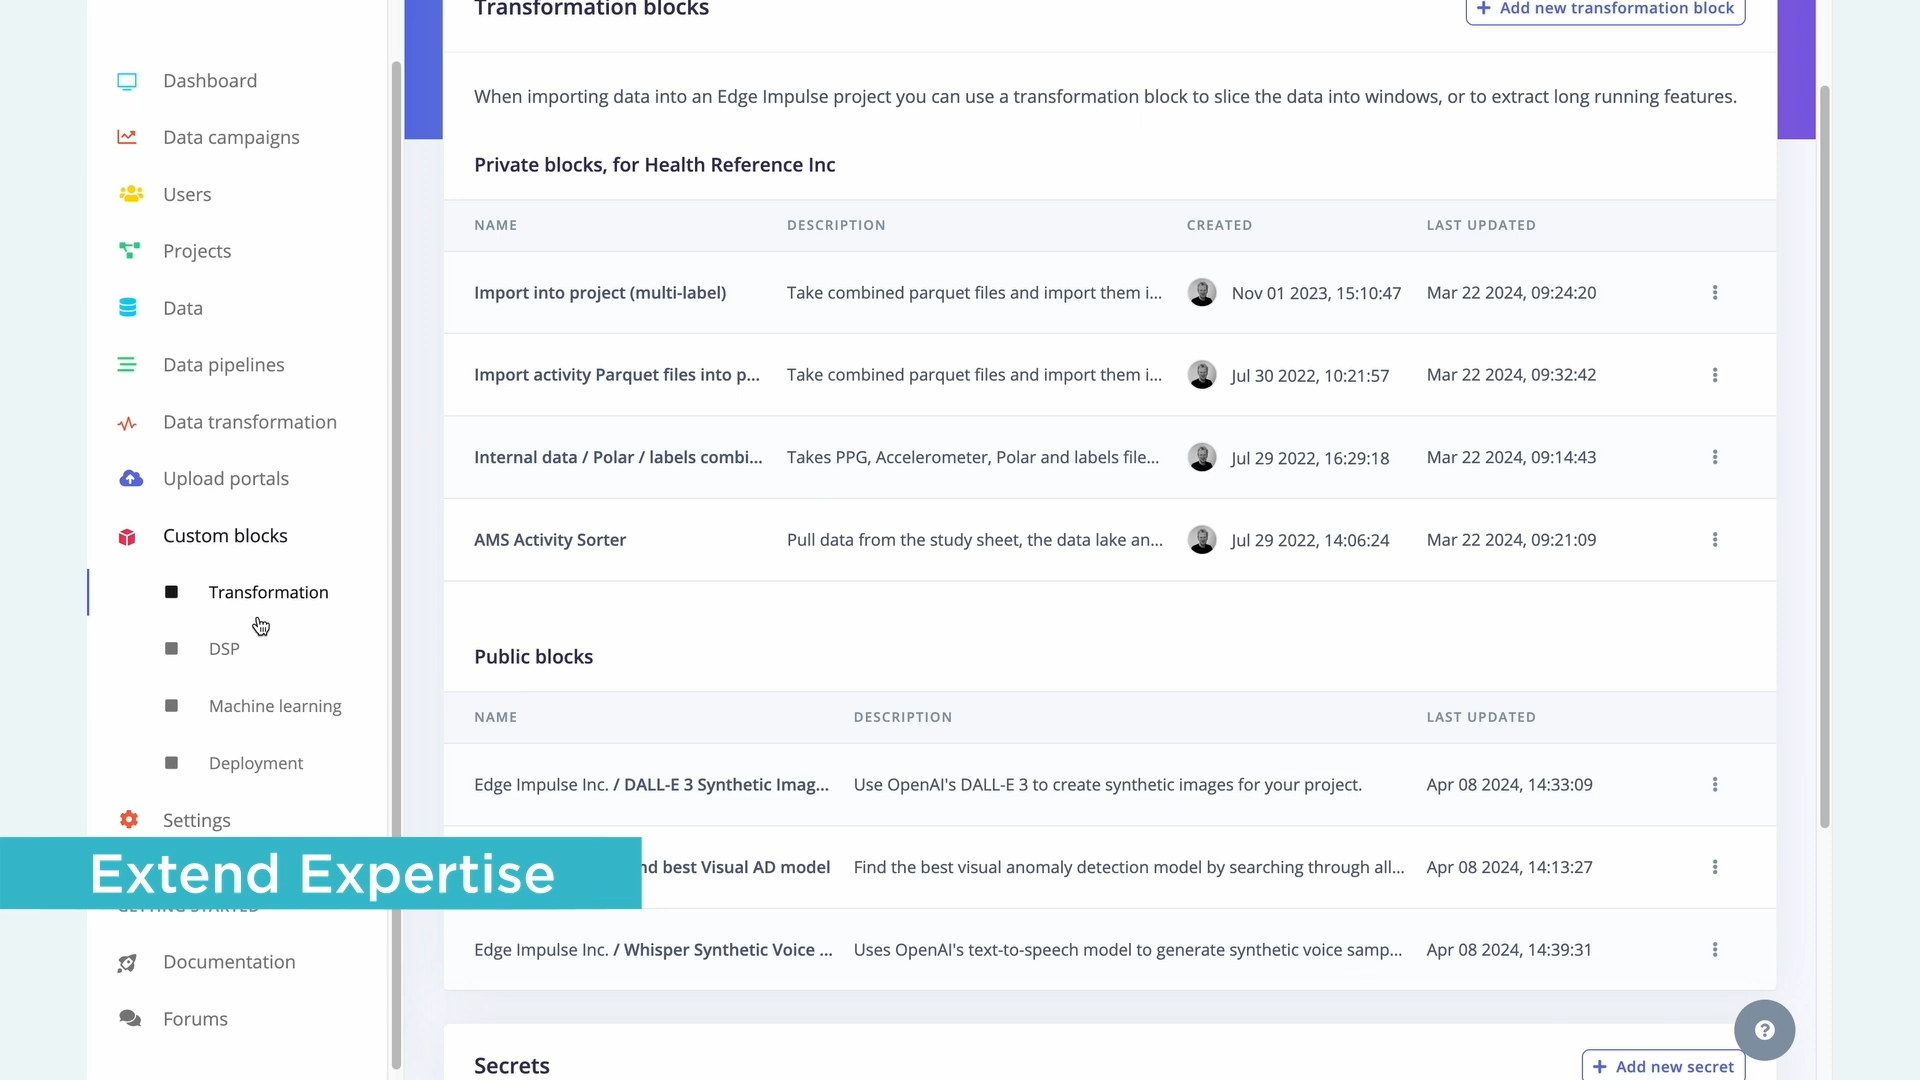 Transformation blocks
+ Add new transformation block
Dashboard
Data campaigns
Users
Projects
Data
Data pipelines
Data transformation
Upload portals
Custom blocks
Transformation
DSP
Machine learning
Deployment
Settings
Extend Expertise
GETTING STARTED
Documentation
Forums
When importing data into an Edge Impulse project you can use a transformation block to slice the data into windows, or to extract long running features.
Private blocks, for Health Reference Inc
NAME DESCRIPTION CREATED LAST UPDATED
Import into project (multi-label) Take combined parquet files and import them i... Nov 01 2023, 15:10:47 Mar 22 2024, 09:24:20
Import activity Parquet files into p... Take combined parquet files and import them i... Jul 30 2022, 10:21:57 Mar 22 2024, 09:32:42
Internal data / Polar / labels combi... Takes PPG, Accelerometer, Polar and labels file... Jul 29 2022, 16:29:18 Mar 22 2024, 09:14:43
AMS Activity Sorter Pull data from the study sheet, the data lake an... Jul 29 2022, 14:06:24 Mar 22 2024, 09:21:09
Public blocks
NAME DESCRIPTION LAST UPDATED
Edge Impulse Inc. / DALL-E 3 Synthetic Imag... Use OpenAI's DALL-E 3 to create synthetic images for your project. Apr 08 2024, 14:33:09
best Visual AD model Find the best visual anomaly detection model by searching through all... Apr 08 2024, 14:13:27
Edge Impulse Inc. / Whisper Synthetic Voice ... Uses OpenAI's text-to-speech model to generate synthetic voice samp... Apr 08 2024, 14:39:31
Secrets
+ Add new secret